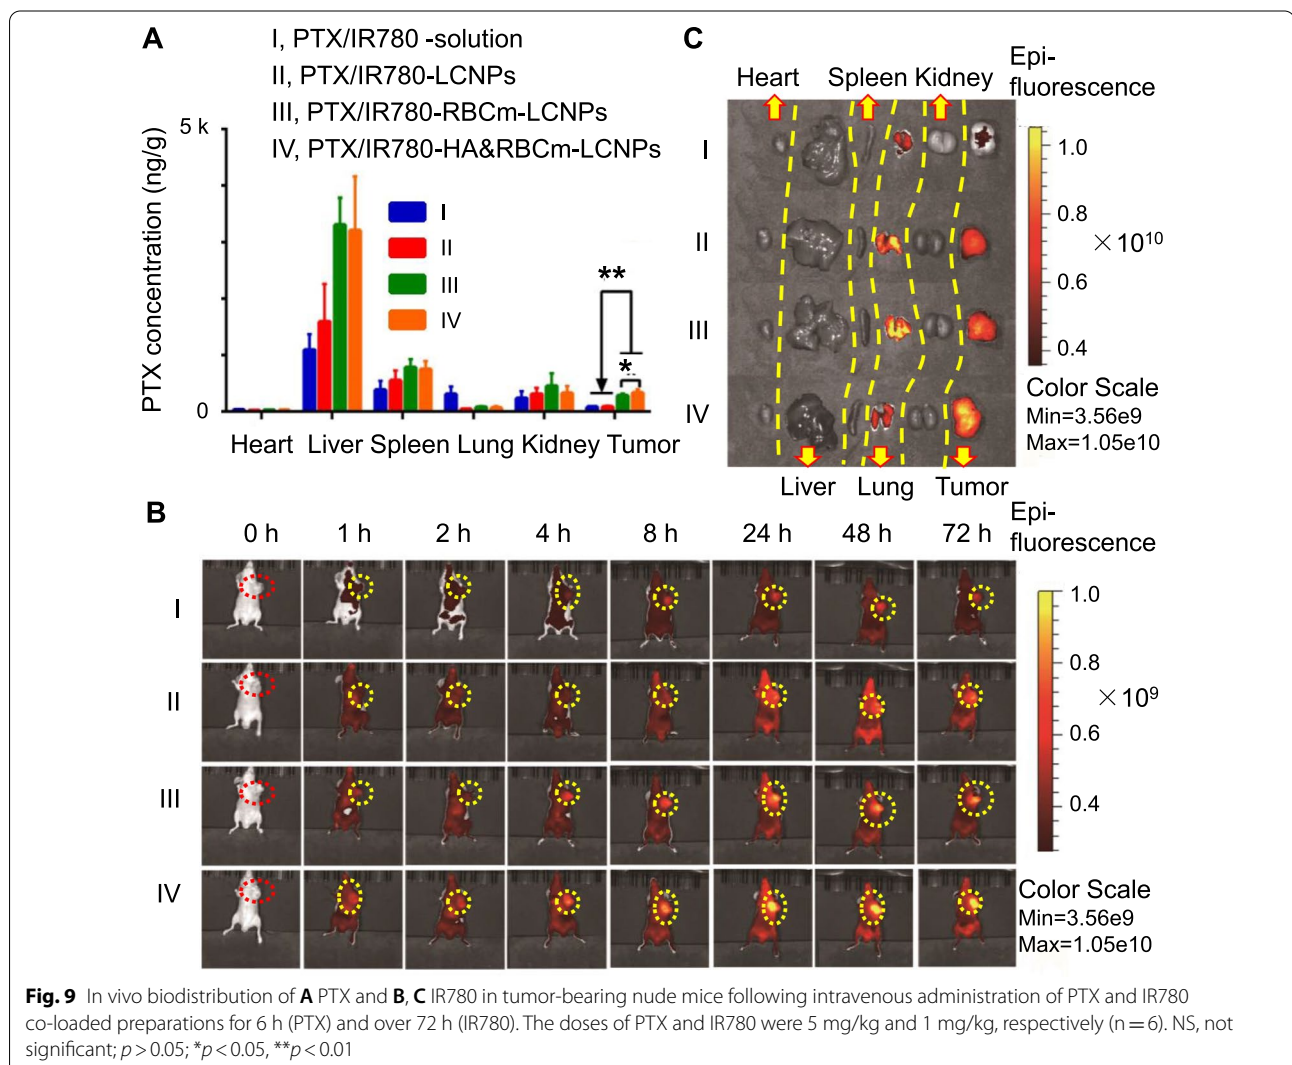 A
I, PTX/IR780 -solution
II, PTX/IR780-LCNPs
III, PTX/IR780-RBCm-LCNPs
IV, PTX/IR780-HA&RBCm-LCNPs
PTX concentration (ng/g)
5 k
0
I
II
III
IV
**
*
Heart Liver Spleen Lung Kidney Tumor
C
Heart Spleen Kidney
Epi-
fluorescence
I
II
III
IV
1.0
0.8
×10¹⁰
0.6
0.4
Color Scale
Min=3.56e9
Max=1.05e10
Liver Lung Tumor
B
0 h 1 h 2 h 4 h 8 h 24 h 48 h 72 h
Epi-
fluorescence
I
II
III
IV
1.0
0.8
×10⁹
0.6
0.4
Color Scale
Min=3.56e9
Max=1.05e10
Fig. 9 In vivo biodistribution of A PTX and B, C IR780 in tumor-bearing nude mice following intravenous administration of PTX and IR780
co-loaded preparations for 6 h (PTX) and over 72 h (IR780). The doses of PTX and IR780 were 5 mg/kg and 1 mg/kg, respectively (n = 6). NS, not
significant; p > 0.05; *p < 0.05, **p < 0.01